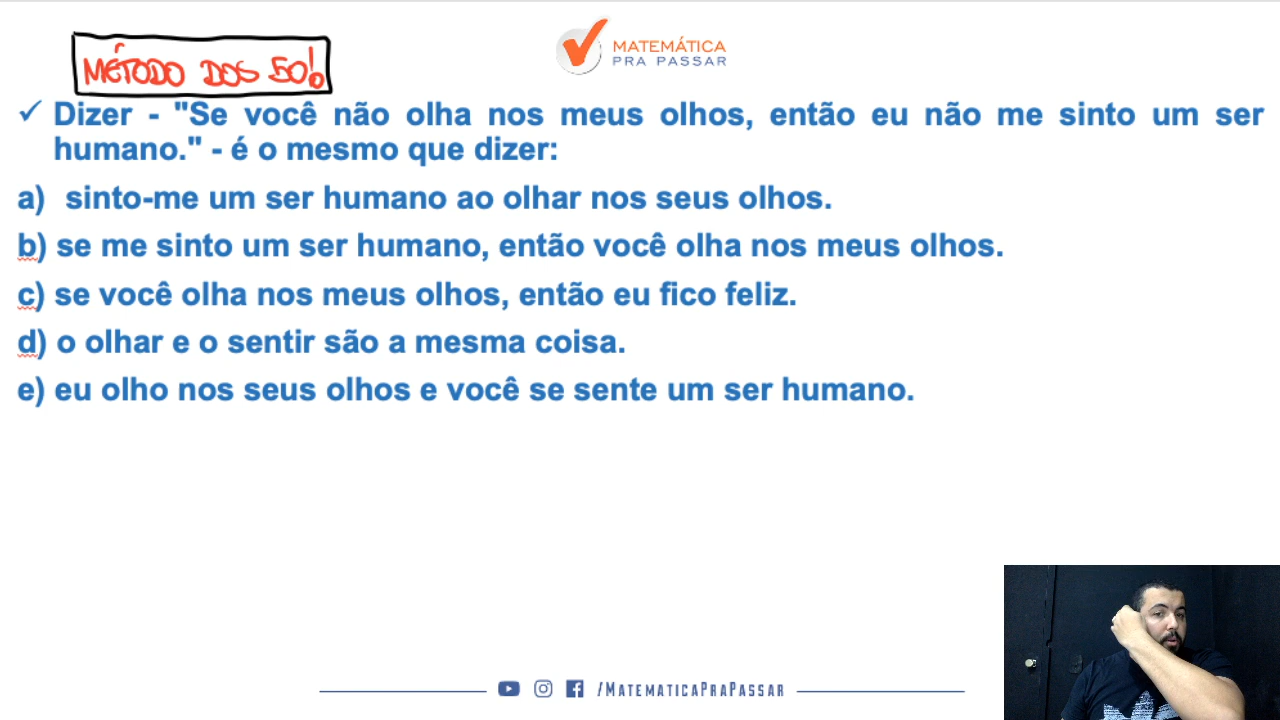 MATEMÁTICA
PRA PASSAR
MÉTODO DOS 50!
✓ Dizer - "Se você não olha nos meus olhos, então eu não me sinto um ser
humano." - é o mesmo que dizer:
a) sinto-me um ser humano ao olhar nos seus olhos.
b) se me sinto um ser humano, então você olha nos meus olhos.
c) se você olha nos meus olhos, então eu fico feliz.
d) o olhar e o sentir são a mesma coisa.
e) eu olho nos seus olhos e você se sente um ser humano.
/MATEMATICAPRAPASSAR